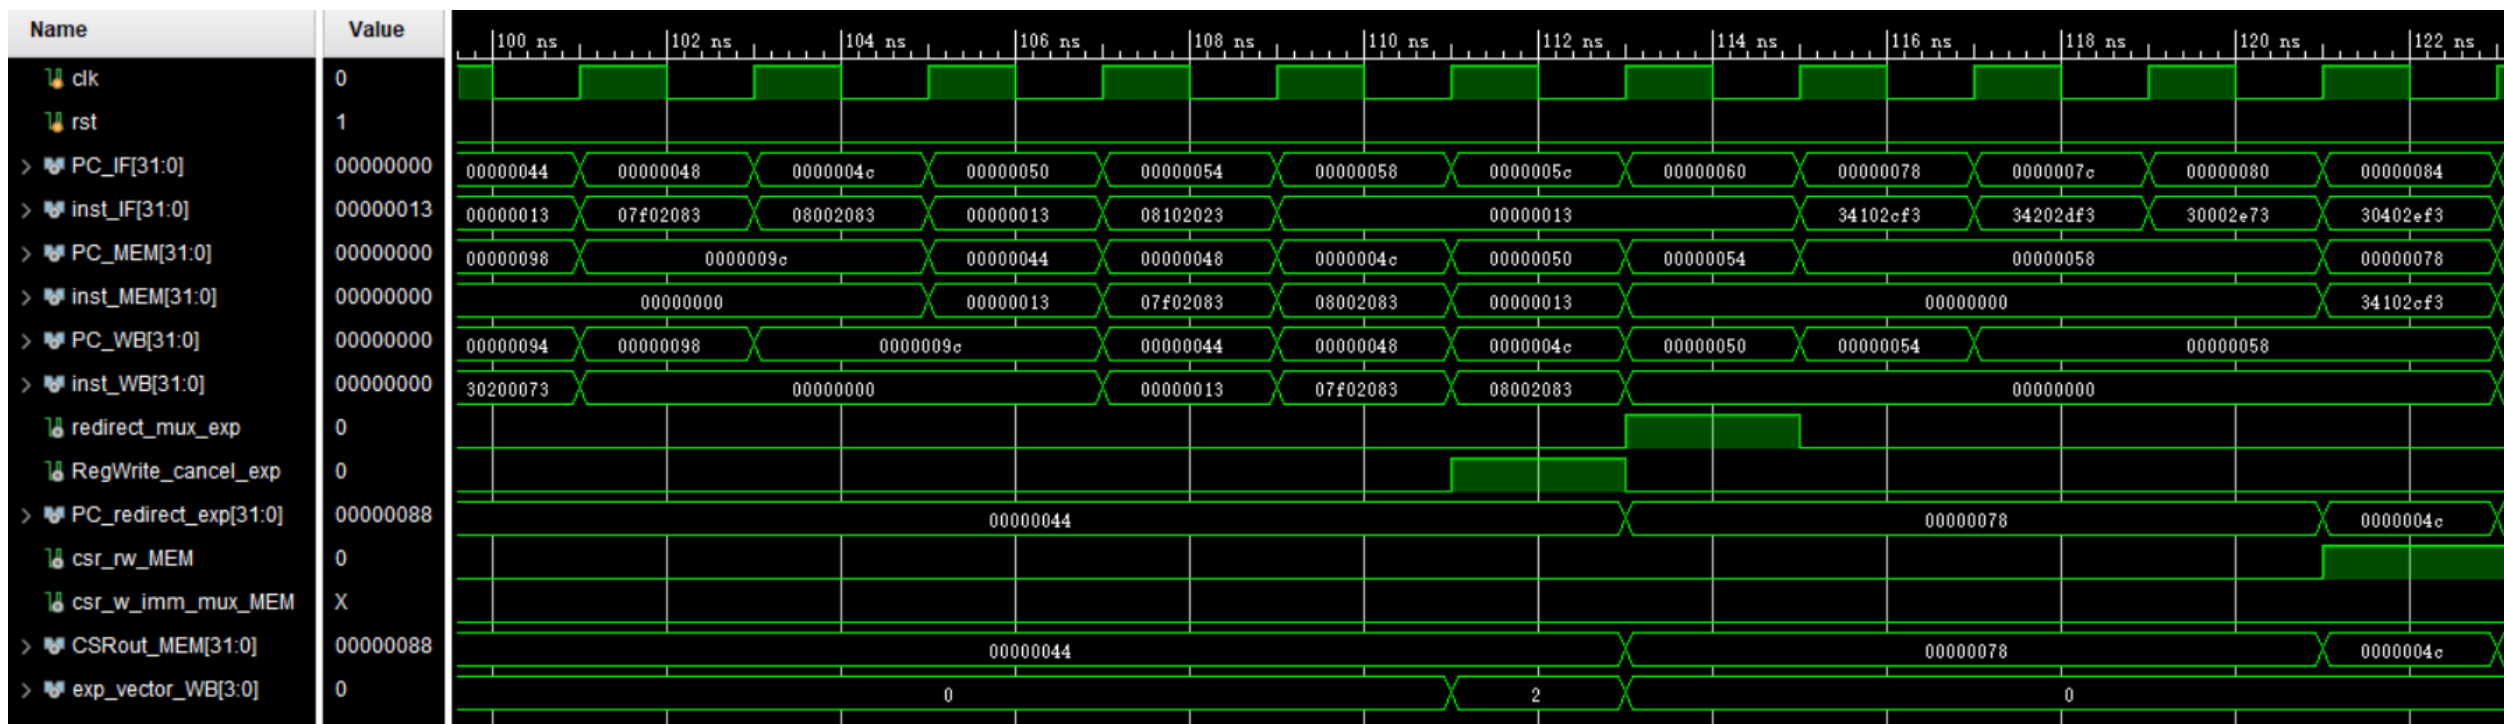 Name Value 100 ns 102 ns 104 ns 106 ns 108 ns 110 ns 112 ns 114 ns 116 ns 118 ns 120 ns 122 ns
clk 0
rst 1
PC_IF[31:0] 00000000 00000044 00000048 0000004c 00000050 00000054 00000058 0000005c 00000060 00000078 0000007c 00000080 00000084
inst_IF[31:0] 00000013 00000013 07f02083 08002083 00000013 08102023 00000013 34102cf3 34202df3 30002e73 30402ef3
PC_MEM[31:0] 00000000 00000098 0000009c 00000044 00000048 0000004c 00000050 00000054 00000058 00000078
inst_MEM[31:0] 00000000 00000000 00000013 07f02083 08002083 00000013 00000000 34102cf3
PC_WB[31:0] 00000000 00000094 00000098 0000009c 00000044 00000048 0000004c 00000050 00000054 00000058
inst_WB[31:0] 00000000 30200073 00000000 00000013 07f02083 08002083 00000000
redirect_mux_exp 0
RegWrite_cancel_exp 0
PC_redirect_exp[31:0] 00000088 00000044 00000078 0000004c
csr_rw_MEM 0
csr_w_imm_mux_MEM X
CSRout_MEM[31:0] 00000088 00000044 00000078 0000004c
exp_vector_WB[3:0] 0 0 2 0